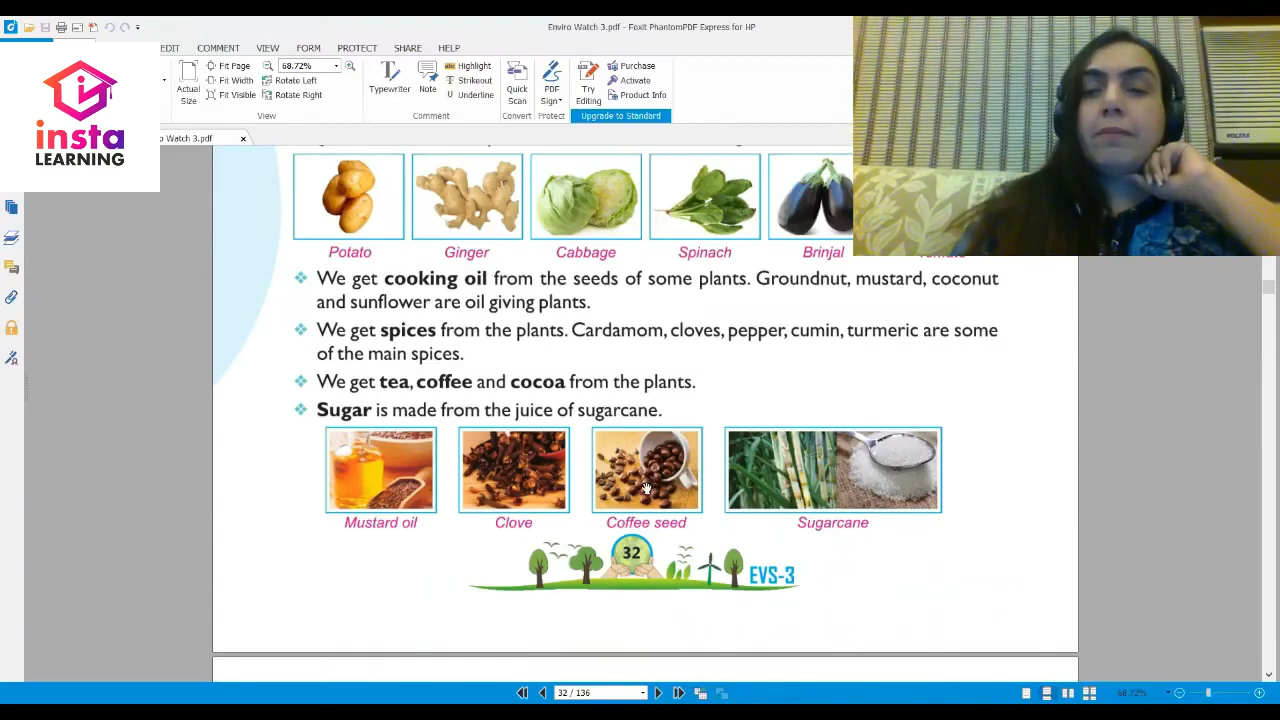 Enviro Watch 3.pdf - Foxit PhantomPDF Express for HP
EDIT COMMENT VIEW FORM PROTECT SHARE HELP
Fit Page 68.72% Highlight Purchase
Fit Width Rotate Left Typewriter Note Quick Scan PDF Sign Try Editing Activate
Size Fit Visible Rotate Right Product Info
View Comment Convert Protect Upgrade to Standard
insta
LEARNING
Watch 3.pdf
Potato Ginger Cabbage Spinach Brinjal
We get cooking oil from the seeds of some plants. Groundnut, mustard, coconut
and sunflower are oil giving plants.
We get spices from the plants. Cardamom, cloves, pepper, cumin, turmeric are some
of the main spices.
We get tea, coffee and cocoa from the plants.
Sugar is made from the juice of sugarcane.
Mustard oil Clove Coffee seed Sugarcane
32
EVS-3
32 / 136
68.72%
VOLTAS